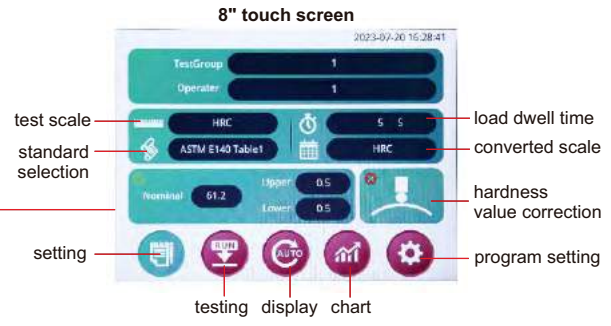 8" touch screen
2023-07-20 16:28:41
TestGroup 1
Operater 1
test scale HRC 5 S load dwell time
standard selection ASTM E140 Table1 HRC converted scale
Nominal 61.2 Upper 0.5
Lower 0.5
hardness value correction
setting RUN AUTO program setting
testing display chart